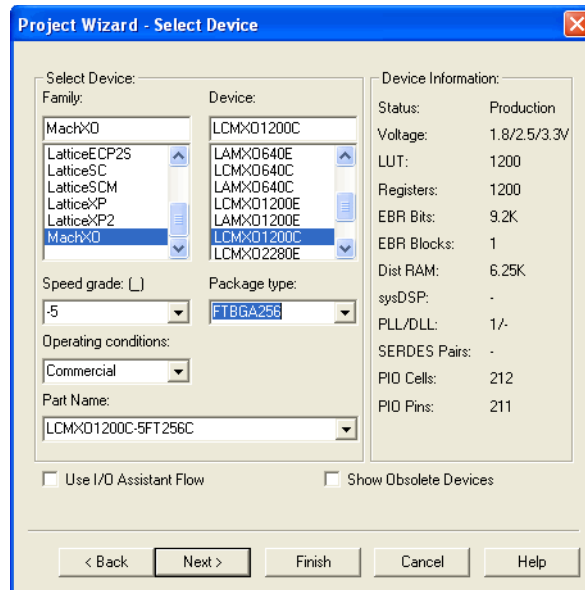 Project Wizard - Select Device
Select Device:
Family:
Device:
MachXO
LCMXO1200C
LatticeECP2S
LatticeSC
LatticeSCM
LatticeXP
LatticeXP2
MachXO
LAMXO640E
LCMXO640C
LAMXO640C
LCMXO1200E
LAMXO1200E
LCMXO1200C
LCMXO2280E
Speed grade: (_)
Package type:
-5
FTBGA256
Operating conditions:
Commercial
Part Name:
LCMXO1200C-5FT256C
Device Information:
Status: Production
Voltage: 1.8/2.5/3.3V
LUT: 1200
Registers: 1200
EBR Bits: 9.2K
EBR Blocks: 1
Dist RAM: 6.25K
sysDSP: -
PLL/DLL: 1/-
SERDES Pairs: -
PIO Cells: 212
PIO Pins: 211
Use I/O Assistant Flow
Show Obsolete Devices
< Back
Next >
Finish
Cancel
Help